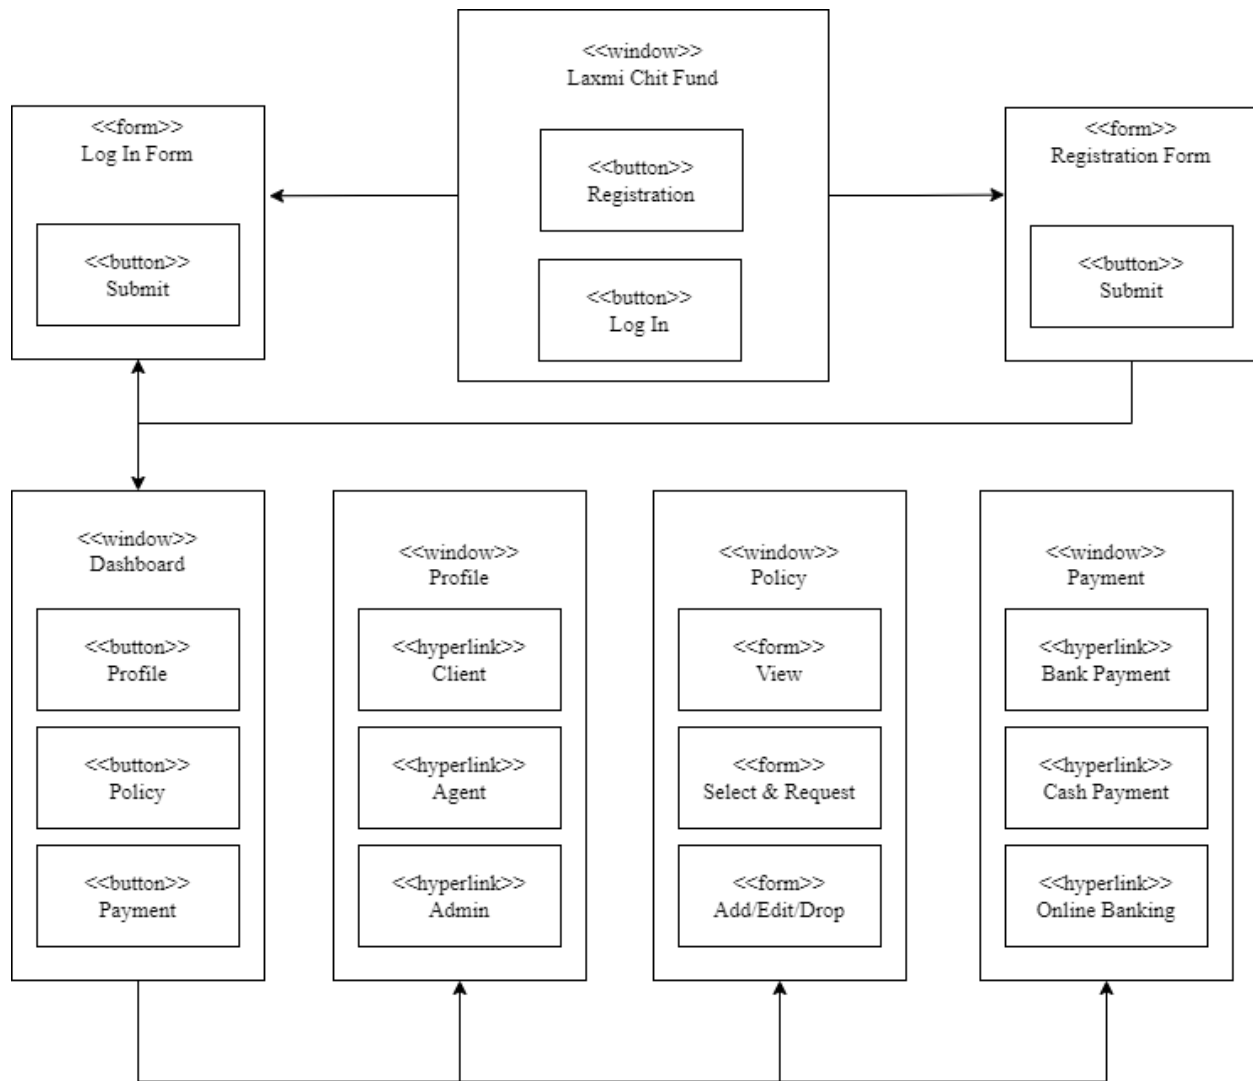 <<window>>
Laxmi Chit Fund
<<button>>
Registration
<<button>>
Log In
<<form>>
Log In Form
<<button>>
Submit
<<form>>
Registration Form
<<button>>
Submit
<<window>>
Dashboard
<<button>>
Profile
<<button>>
Policy
<<button>>
Payment
<<window>>
Profile
<<hyperlink>>
Client
<<hyperlink>>
Agent
<<hyperlink>>
Admin
<<window>>
Policy
<<form>>
View
<<form>>
Select & Request
<<form>>
Add/Edit/Drop
<<window>>
Payment
<<hyperlink>>
Bank Payment
<<hyperlink>>
Cash Payment
<<hyperlink>>
Online Banking